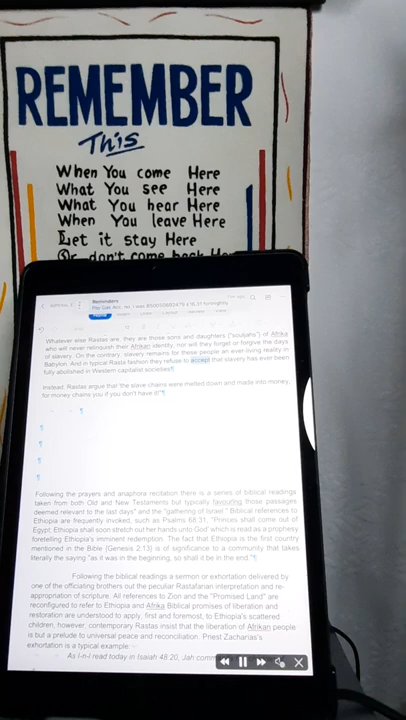 REMEMBER
This
When You come Here
What You see Here
What You Hear Here
When You leave Here
Let it stay Here
Or don't come back Here
Reminders
Whatever else Rastas are, they are those sons and daughters ("soulsahs") of Afrika
who will never relinquish their Afrikan identity, nor will they forget or forgive the days
of slavery. On the contrary, slavery remains for these people an ever-living reality in
Babylon. And in typical Rasta fashion they refuse to accept that slavery has ever been
fully abolished in Western capitalist societies¶
Instead, Rastas argue that 'the slave chains were melted down and made into money,
for money chains you if you don't have it!'¶
¶
¶
¶
¶
¶
Following the prayers and anaphora recitation there is a series of biblical readings
taken from both Old and New Testaments but typically favouring those passages
deemed relevant to the last days" and the "gathering of Israel." Biblical references to
Ethiopia are frequently invoked, such as Psalms 68:31, "Princes shall come out of
Egypt, Ethiopia shall soon stretch out her hands unto God' which is read as a prophesy
foretelling Ethiopia's imminent redemption. The fact that Ethiopia is the first country
mentioned in the Bible (Genesis 2:13) is of significance to a community that takes
literally the saying "as it was in the beginning, so shall it be in the end."¶
Following the biblical readings a sermon or exhortation delivered by
one of the officiating brothers out the peculiar Rastafarian interpretation and re-
appropriation of scripture. All references to Zion and the "Promised Land" are
reconfigured to refer to Ethiopia and Afrika Biblical promises of liberation and
restoration are understood to apply, first and foremost, to Ethiopia's scattered
children, however, contemporary Rastas insist that the liberation of Afrikan people
is but a prelude to universal peace and reconciliation. Priest Zacharias's
exhortation is a typical example:
As I-n-I read today in Isaiah 48:20, Jah comm